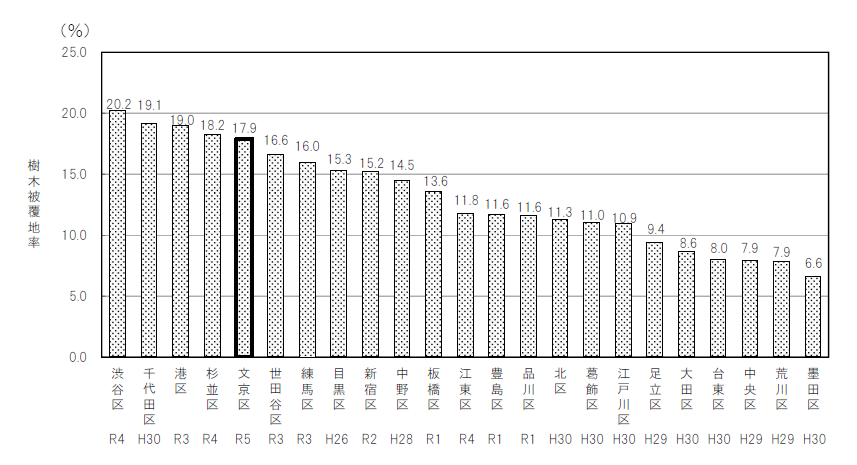 (%)
25.0
20.0
15.0
10.0
5.0
0.0
樹木被覆地率
20.2 19.1 19.0 18.2 17.9 16.6 16.0 15.3 15.2 14.5 13.6 11.8 11.6 11.6 11.3 11.0 10.9 9.4 8.6 8.0 7.9 7.9 6.6
渋谷区 千代田区 港区 杉並区 文京区 世田谷区 練馬区 目黒区 新宿区 中野区 板橋区 江東区 豊島区 品川区 北区 葛飾区 江戸川区 足立区 大田区 台東区 中央区 荒川区 墨田区
R4 H30 R3 R4 R5 R3 R3 H26 R2 H28 R1 R4 R1 R1 H30 H30 H30 H29 H30 H30 H29 H29 H30